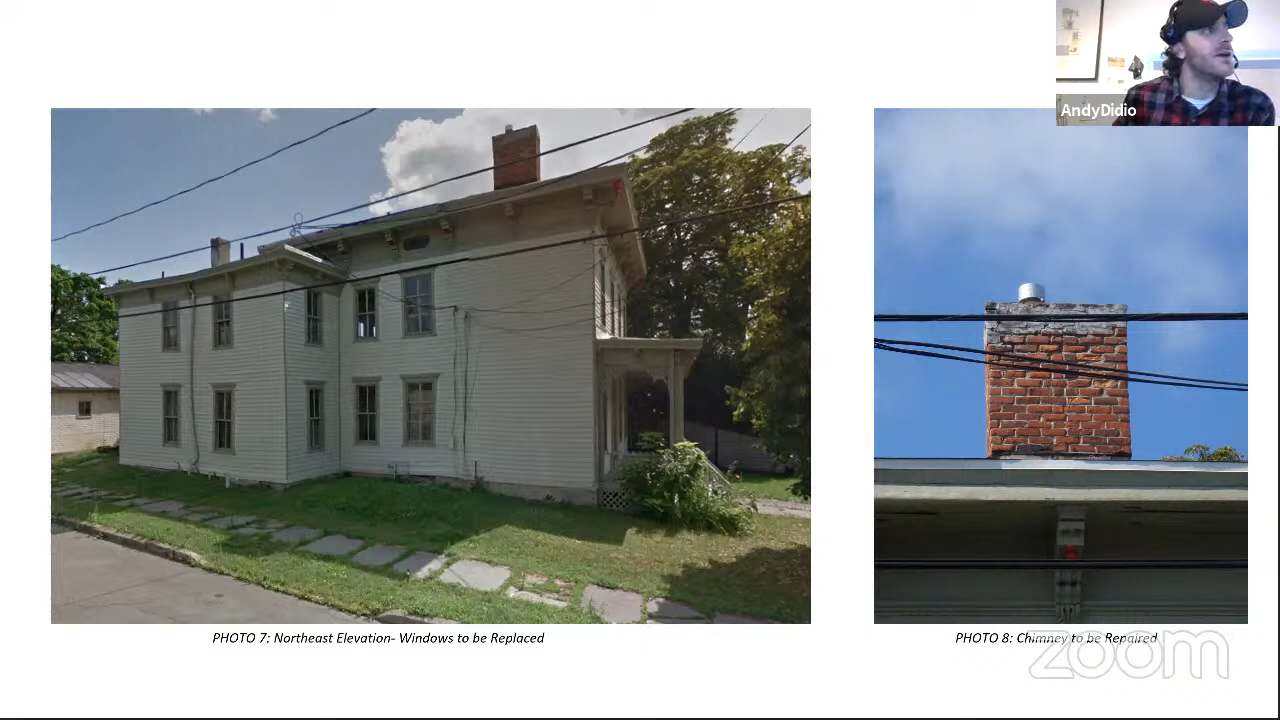 AndyDidio
PHOTO 7: Northeast Elevation- Windows to be Replaced
PHOTO 8: Chimney to be Repaired
zoom